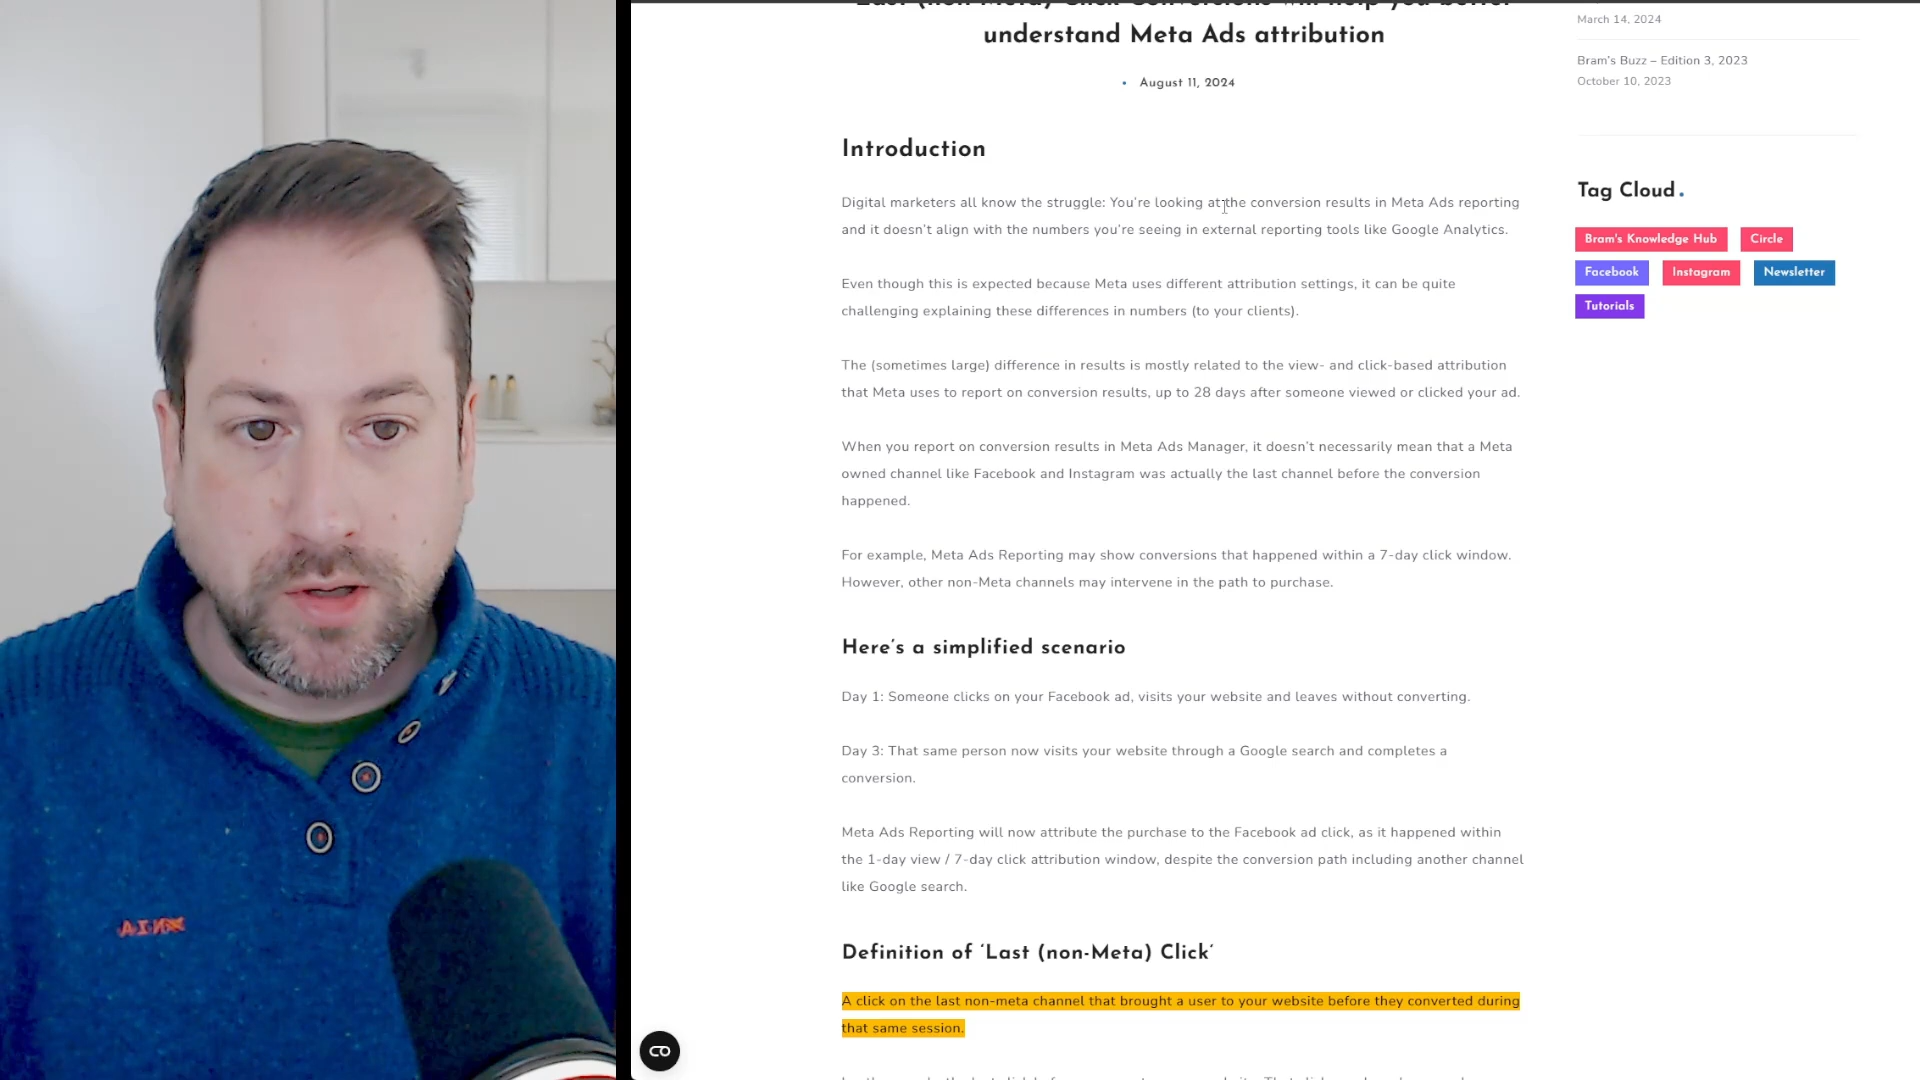 Last (non-Meta) Click Conversions will help you better
understand Meta Ads attribution
August 11, 2024
Introduction
Digital marketers all know the struggle: You're looking at the conversion results in Meta Ads reporting
and it doesn't align with the numbers you're seeing in external reporting tools like Google Analytics.
Even though this is expected because Meta uses different attribution settings, it can be quite
challenging explaining these differences in numbers (to your clients).
The (sometimes large) difference in results is mostly related to the view- and click-based attribution
that Meta uses to report on conversion results, up to 28 days after someone viewed or clicked your ad.
When you report on conversion results in Meta Ads Manager, it doesn't necessarily mean that a Meta
owned channel like Facebook and Instagram was actually the last channel before the conversion
happened.
For example, Meta Ads Reporting may show conversions that happened within a 7-day click window.
However, other non-Meta channels may intervene in the path to purchase.
Here's a simplified scenario
Day 1: Someone clicks on your Facebook ad, visits your website and leaves without converting.
Day 3: That same person now visits your website through a Google search and completes a
conversion.
Meta Ads Reporting will now attribute the purchase to the Facebook ad click, as it happened within
the 1-day view / 7-day click attribution window, despite the conversion path including another channel
like Google search.
Definition of 'Last (non-Meta) Click'
A click on the last non-meta channel that brought a user to your website before they converted during
that same session.
March 14, 2024
Bram's Buzz – Edition 3, 2023
October 10, 2023
Tag Cloud.
Bram's Knowledge Hub
Circle
Facebook
Instagram
Newsletter
Tutorials